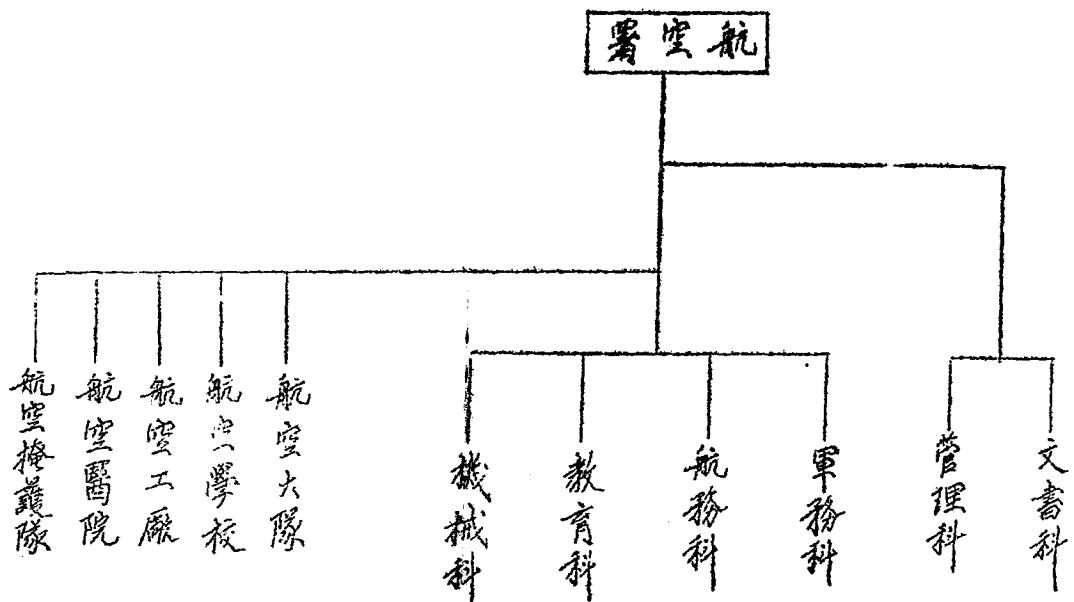 航空署
文書科
管理科
軍務科
航務科
教育科
機械科
航空大隊
航空學校
航空工廠
航空醫院
航空掩護隊